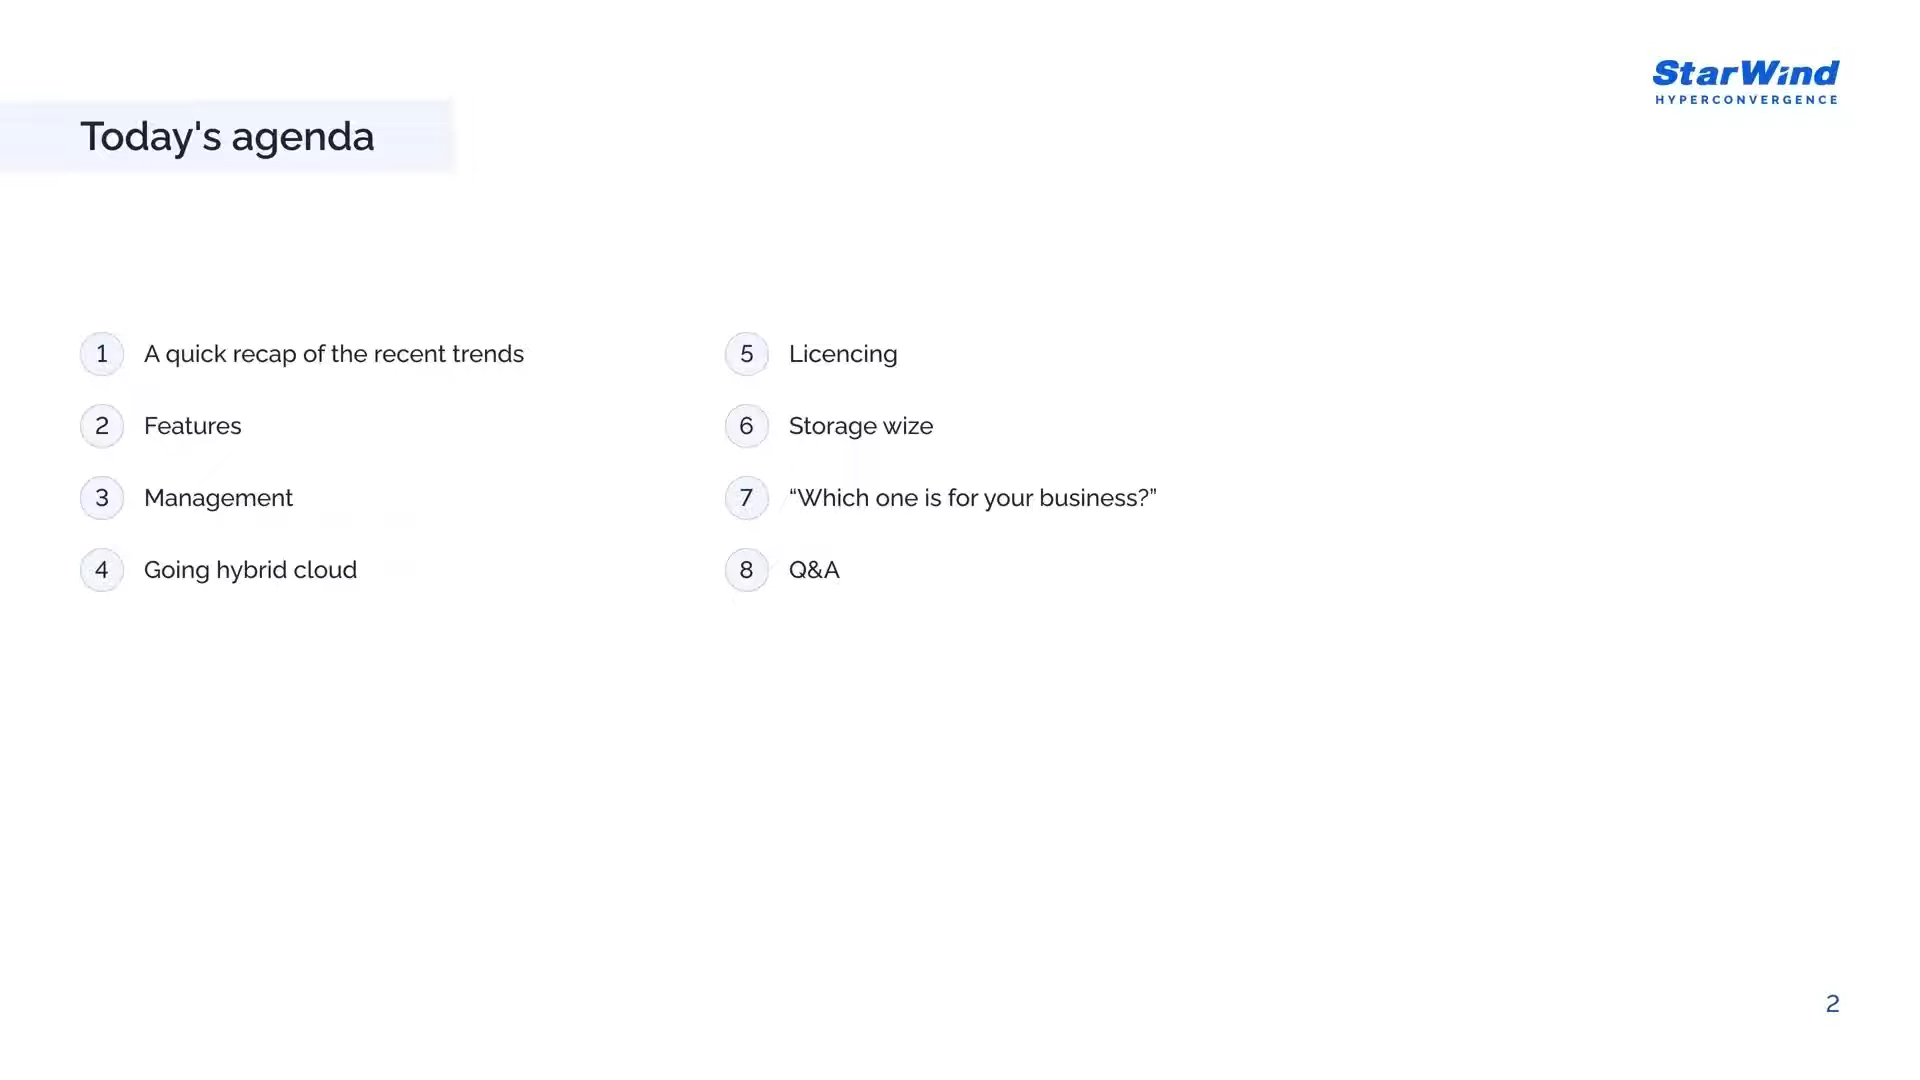 StarWind
HYPERCONVERGENCE
Today's agenda
1 A quick recap of the recent trends
2 Features
3 Management
4 Going hybrid cloud
5 Licencing
6 Storage wize
7 “Which one is for your business?”
8 Q&A
2